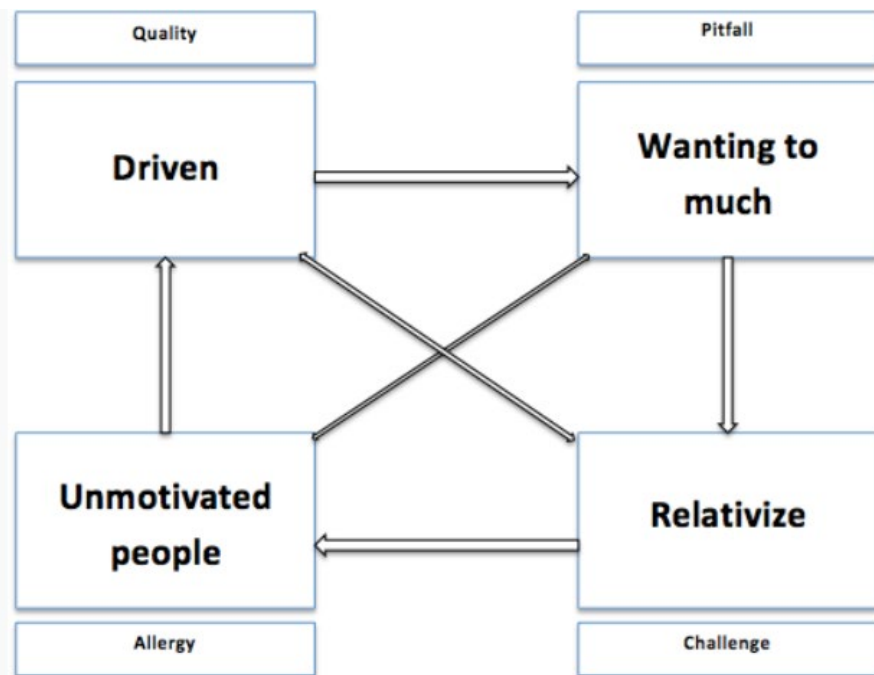 Quality
Pitfall
Driven
Wanting to
much
Unmotivated
people
Relativize
Allergy
Challenge